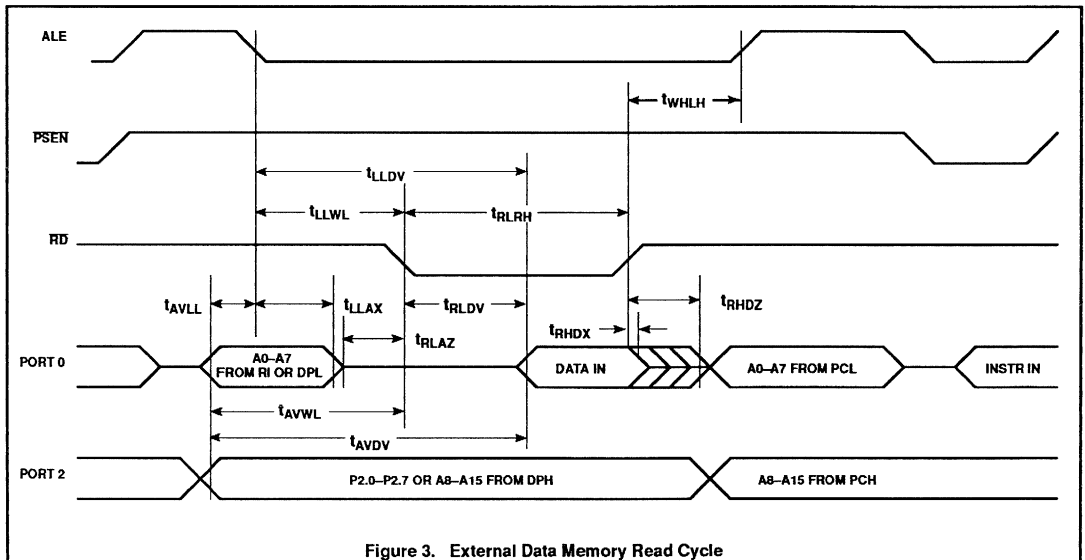 ALE
tWHLH
PSEN
tLLDV
tLLWL
tRLRH
RD
tAVLL
tLLAX
tRLDV
tRHDZ
tRLAZ
tRHDX
PORT 0
A0–A7
FROM RI OR DPL
DATA IN
A0–A7 FROM PCL
INSTR IN
tAVWL
tAVDV
PORT 2
P2.0–P2.7 OR A8–A15 FROM DPH
A8–A15 FROM PCH
Figure 3. External Data Memory Read Cycle